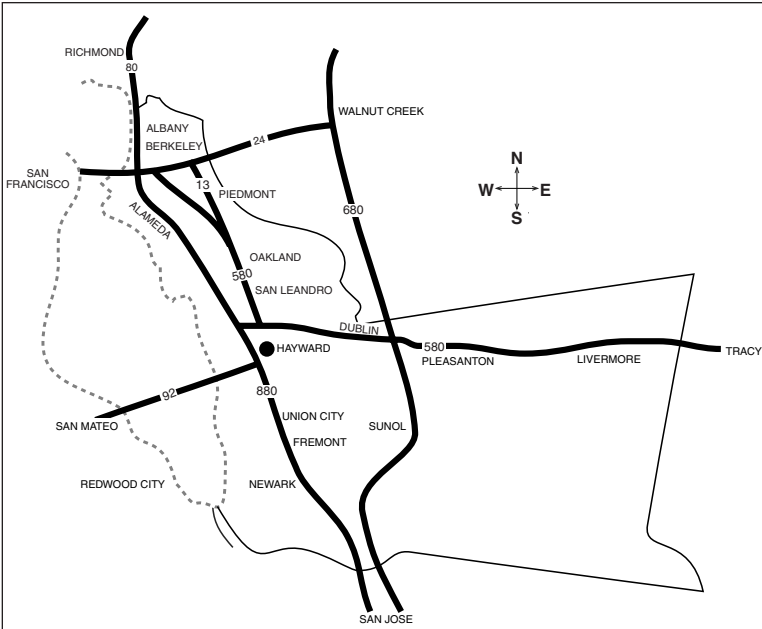 RICHMOND
80
WALNUT CREEK
ALBANY
BERKELEY
24
N
W E
S
SAN
FRANCISCO
13
PIEDMONT
ALAMEDA
680
OAKLAND
580
SAN LEANDRO
DUBLIN
HAYWARD
580
PLEASANTON
LIVERMORE
TRACY
92
880
UNION CITY
SAN MATEO
SUNOL
FREMONT
REDWOOD CITY
NEWARK
SAN JOSE